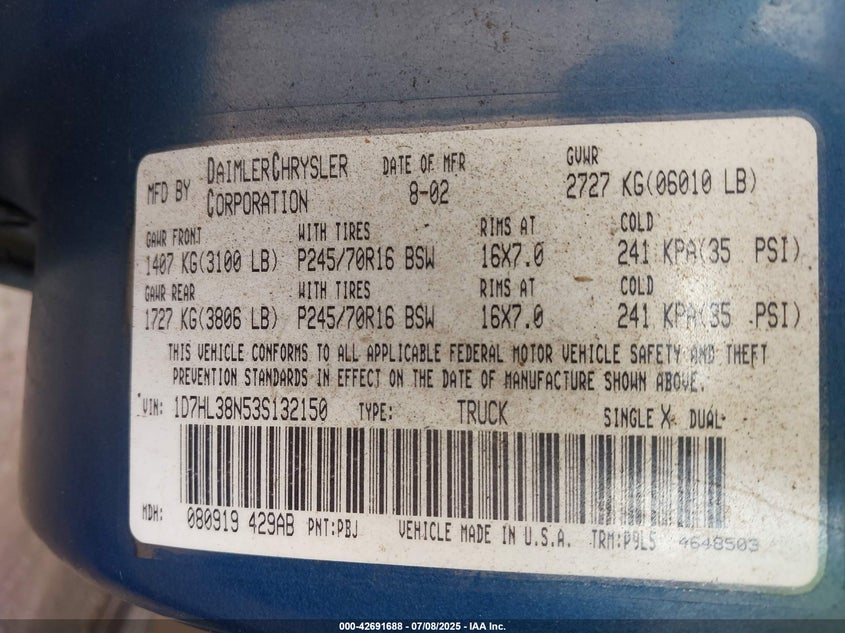 MFD BY DAIMLERCHRYSLER CORPORATION DATE OF MFR 8-02 GVWR 2727 KG(06010 LB)
GAWR FRONT WITH TIRES RIMS AT COLD
1407 KG(3100 LB) P245/70R16 BSW 16X7.0 241 KPA(35 PSI)
GAWR REAR WITH TIRES RIMS AT COLD
1727 KG(3806 LB) P245/70R16 BSW 16X7.0 241 KPA(35 PSI)
THIS VEHICLE CONFORMS TO ALL APPLICABLE FEDERAL MOTOR VEHICLE SAFETY AND THEFT
PREVENTION STANDARDS IN EFFECT ON THE DATE OF MANUFACTURE SHOWN ABOVE.
VIN: 1D7HL38N53S132150 TYPE: TRUCK SINGLE X DUAL
MDH: 080919 429AB PNT:PBJ VEHICLE MADE IN U.S.A. TRM:P9L5 4648503
000-42691688 - 07/08/2025 - IAA Inc.